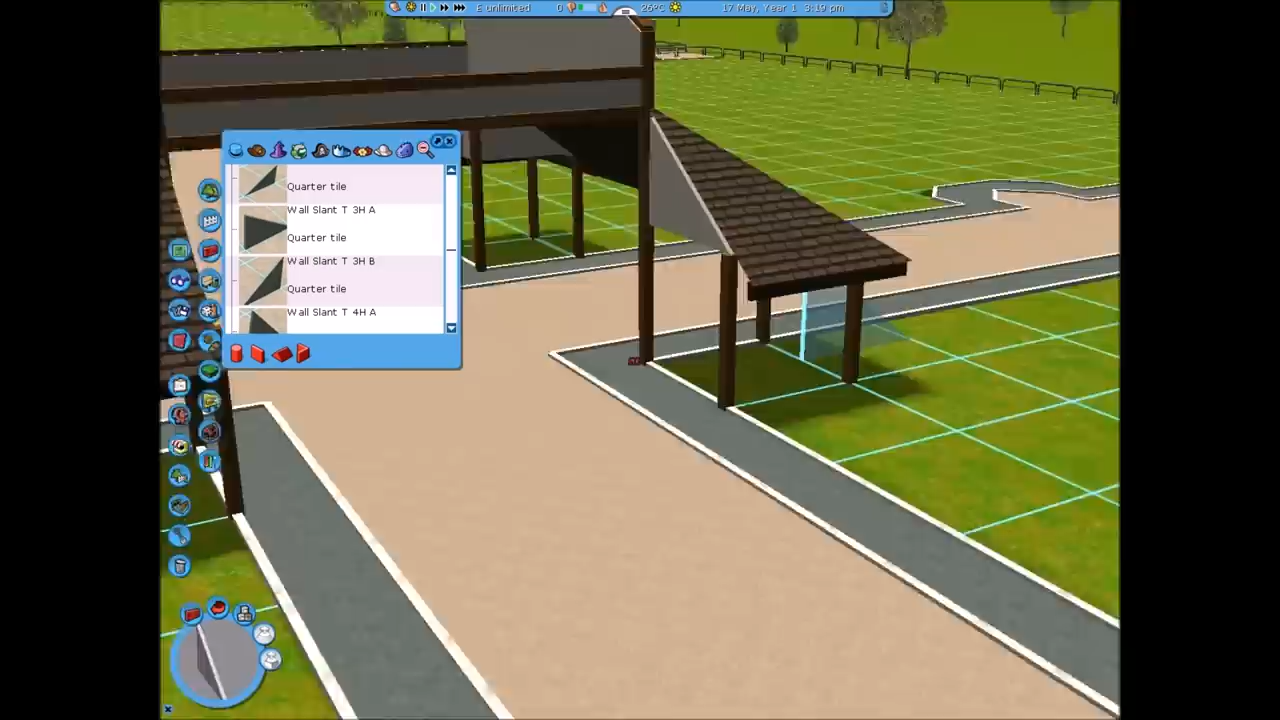 £ unlimited 0 26°C 17 May, Year 1 3:19 pm
Quarter tile
Wall Slant T 3H A
Quarter tile
Wall Slant T 3H B
Quarter tile
Wall Slant T 4H A